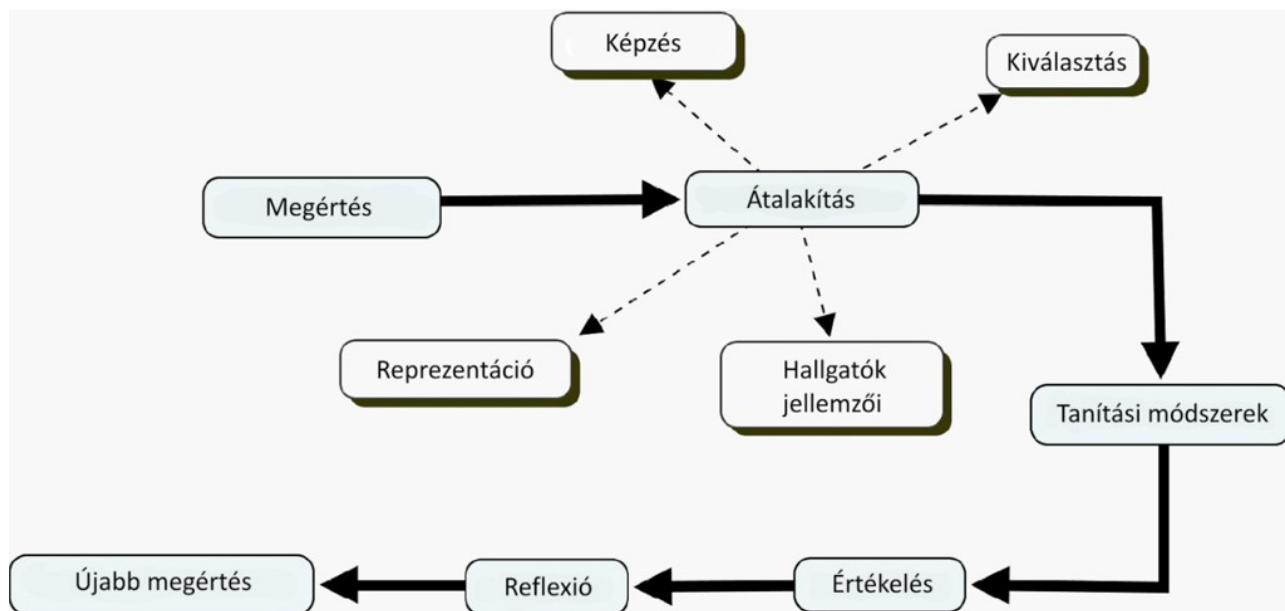 Képzés
Kiválasztás
Megértés
Átalakítás
Reprezentáció
Hallgatók
jellemzői
Tanítási módszerek
Értékelés
Reflexió
Újabb megértés